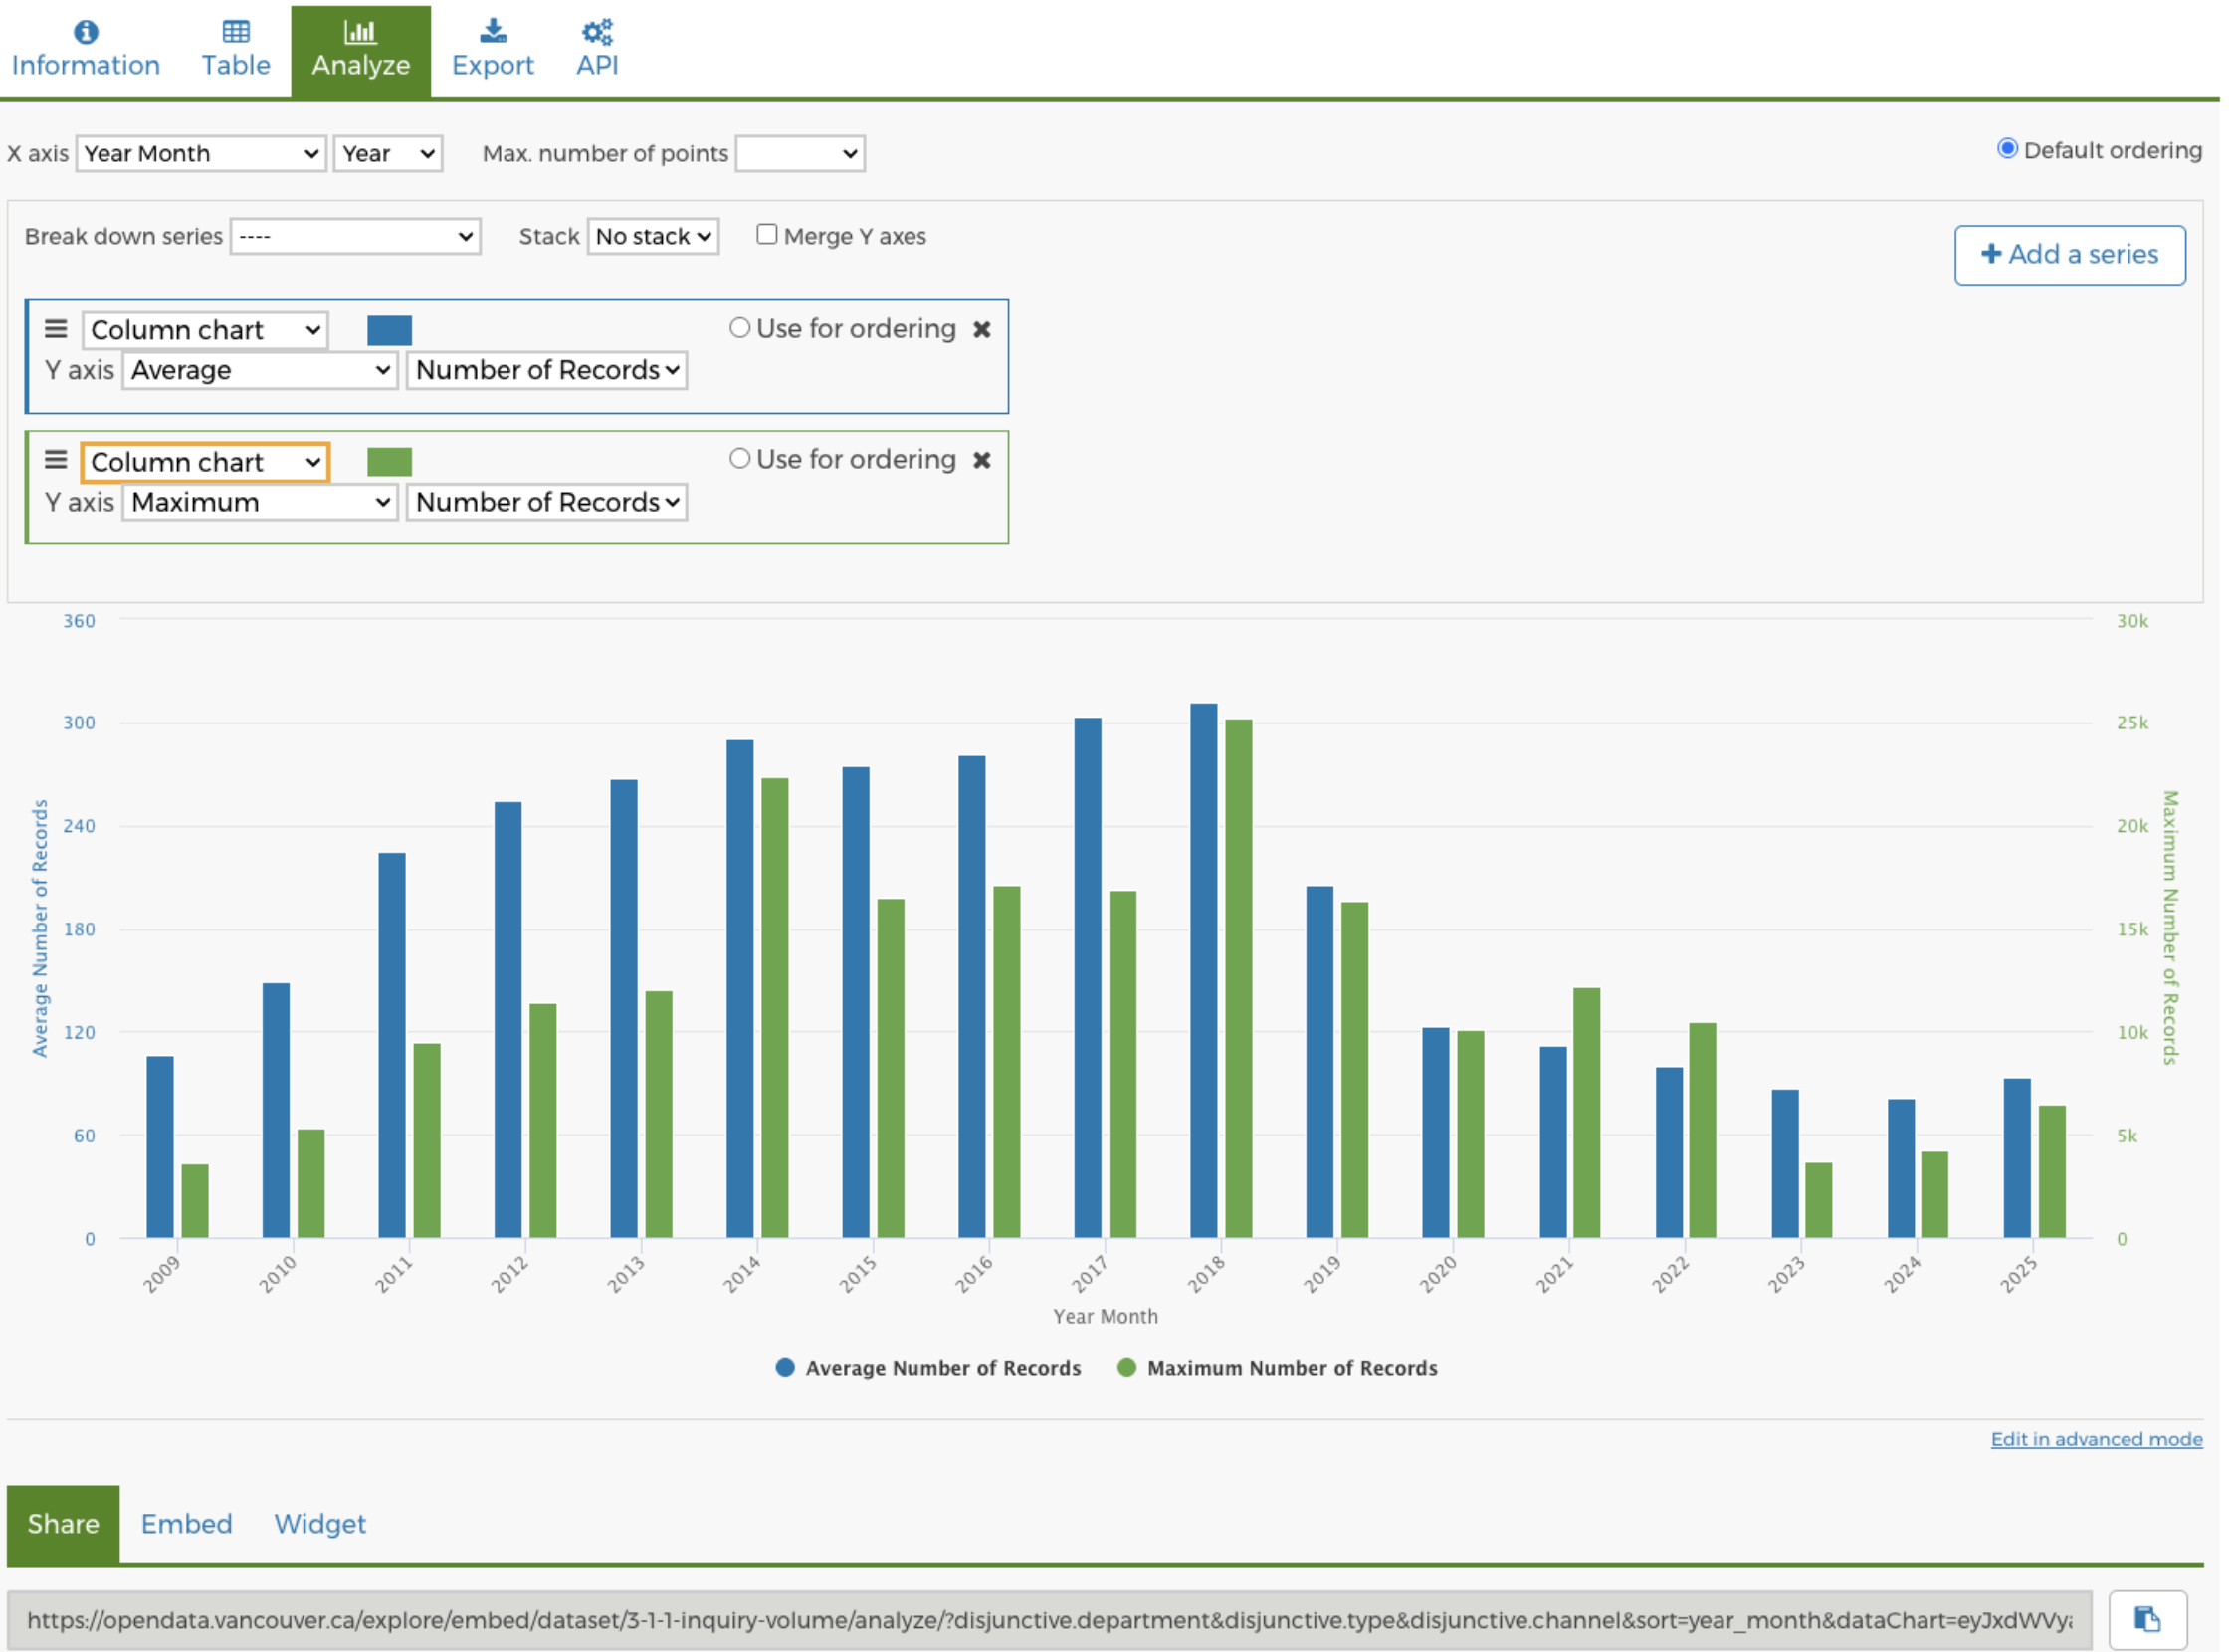 Information Table Analyze Export API
X axis Year Month Year Max. number of points Default ordering
Break down series ---- Stack No stack Merge Y axes
+ Add a series
Column chart Use for ordering
Y axis Average Number of Records
Column chart Use for ordering
Y axis Maximum Number of Records
360 30k
300 25k
240 20k
180 15k
120 10k
60 5k
0 0
Average Number of Records
Maximum Number of Records
2009 2010 2011 2012 2013 2014 2015 2016 2017 2018 2019 2020 2021 2022 2023 2024 2025
Year Month
Average Number of Records Maximum Number of Records
Edit in advanced mode
Share Embed Widget
https://opendata.vancouver.ca/explore/embed/dataset/3-1-1-inquiry-volume/analyze/?disjunctive.department&disjunctive.type&disjunctive.channel&sort=year_month&dataChart=eyJxdWVy